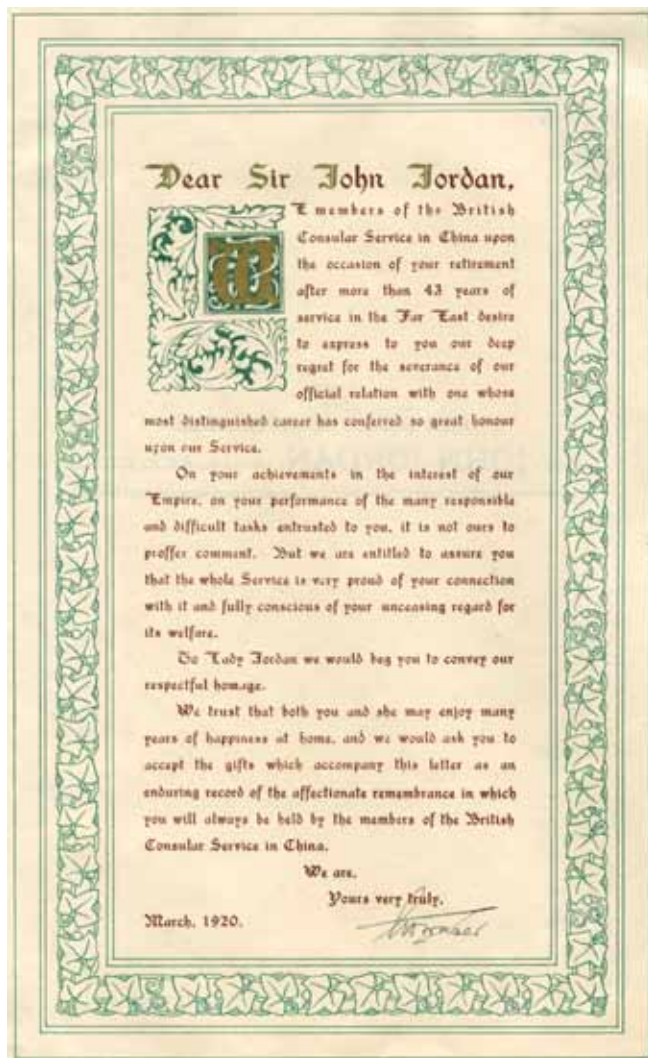 Dear Sir John Jordan,
WE members of the British
Consular Service in China upon
the occasion of your retirement
after more than 43 years of
service in the Far East desire
to express to you our deep
regret for the severance of our
official relation with one whose
most distinguished career has conferred so great honour
upon our Service.
On your achievements in the interest of our
Empire, on your performance of the many responsible
and difficult tasks entrusted to you, it is not ours to
proffer comment. But we are entitled to assure you
that the whole Service is very proud of your connection
with it and fully conscious of your unceasing regard for
its welfare.
To Lady Jordan we would beg you to convey our
respectful homage.
We trust that both you and she may enjoy many
years of happiness at home, and we would ask you to
accept the gifts which accompany this letter as an
enduring record of the affectionate remembrance in which
you will always be held by the members of the British
Consular Service in China.
We are,
Yours very truly,
March, 1920.